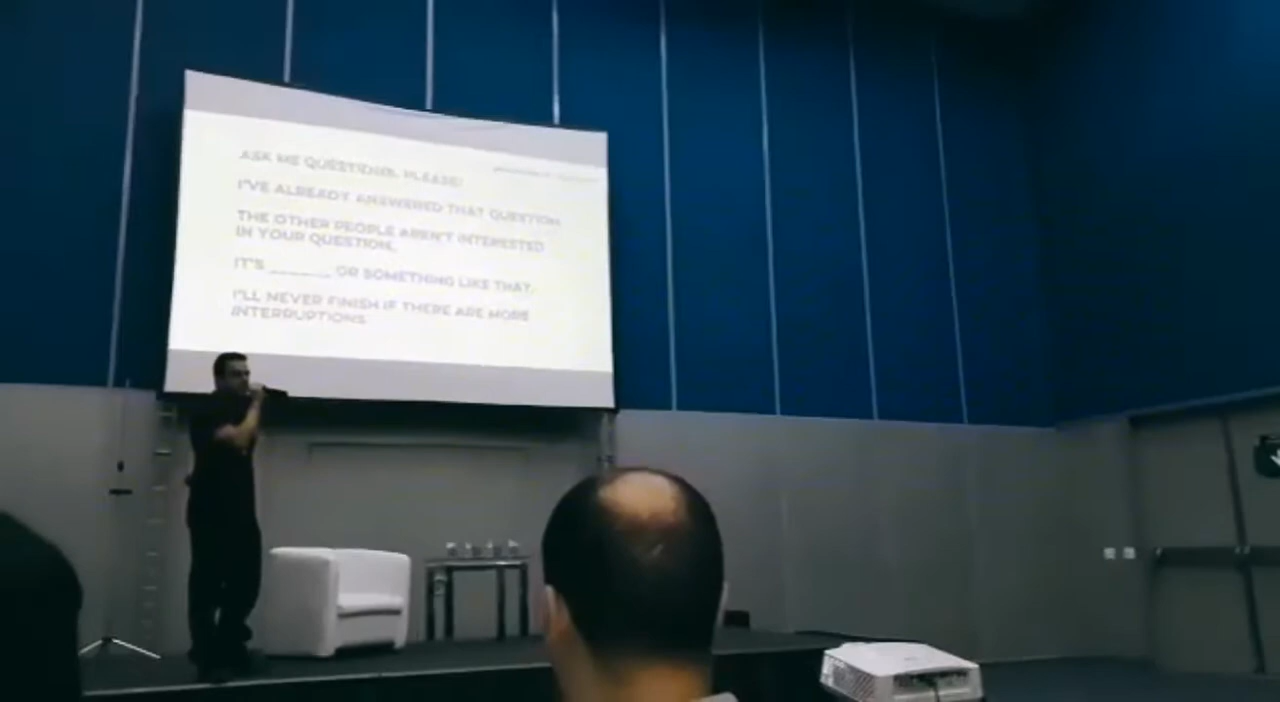 ASK ME QUESTIONS, PLEASE!
I'VE ALREADY ANSWERED THAT QUESTION.
THE OTHER PEOPLE AREN'T INTERESTED
IN YOUR QUESTION.
IT'S ______ OR SOMETHING LIKE THAT.
I'LL NEVER FINISH IF THERE ARE MORE
INTERRUPTIONS.